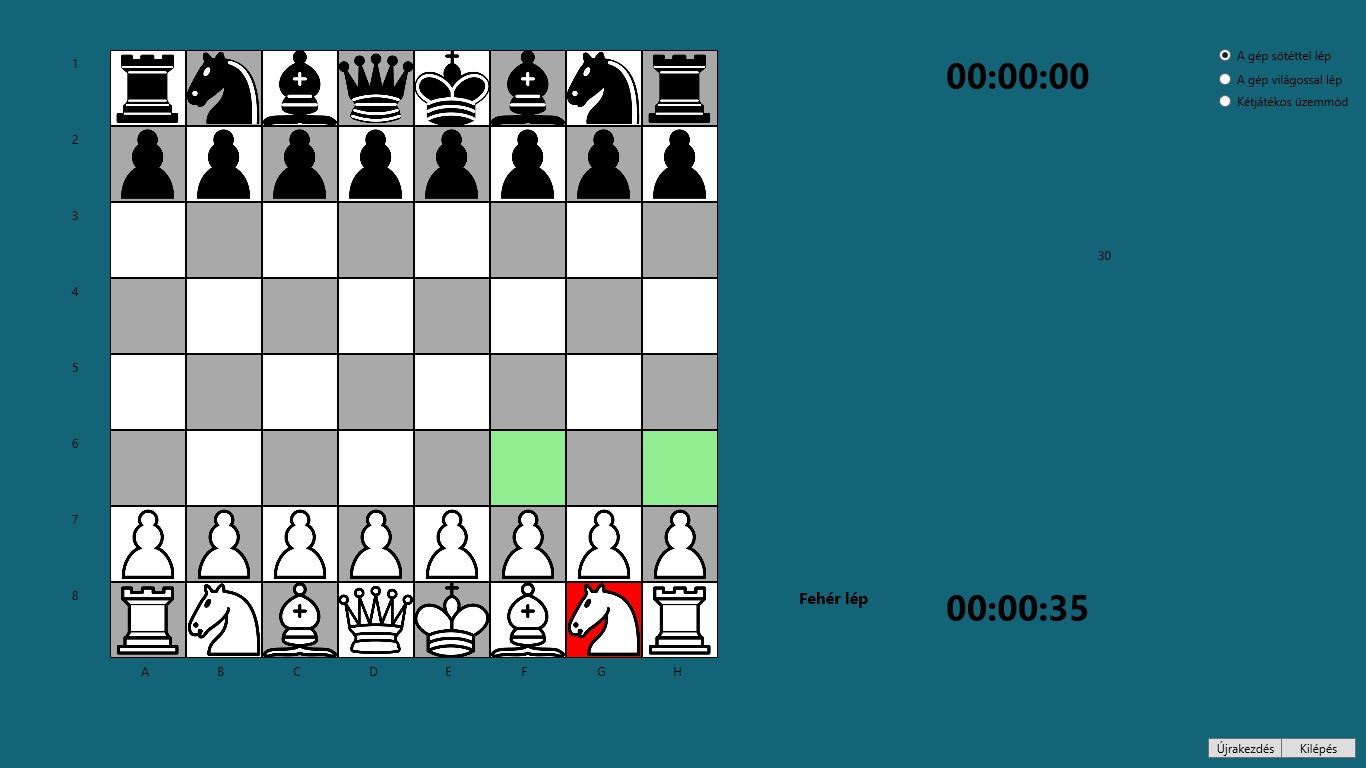 1
00:00:00
A gép sötéttel lép
A gép világossal lép
Kétjátékos üzemmód
2
3
30
4
5
6
7
8
Fehér lép
00:00:35
A B C D E F G H
Újrakezdés Kilépés